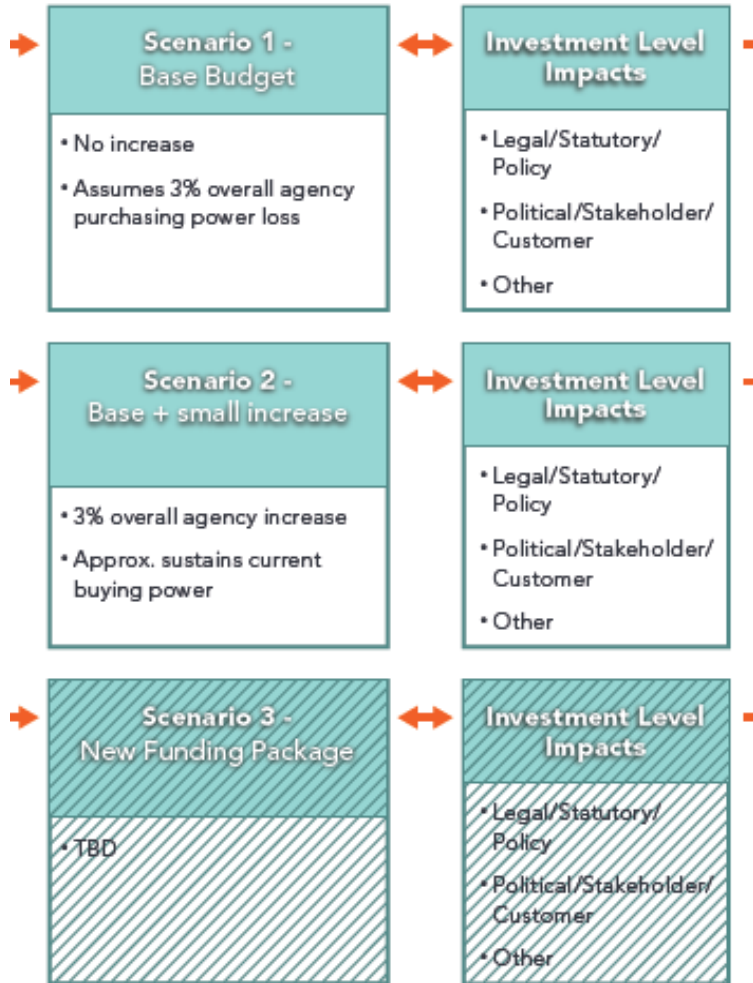 Scenario 1 -
Base Budget
• No increase
• Assumes 3% overall agency
purchasing power loss
Investment Level
Impacts
• Legal/Statutory/
Policy
• Political/Stakeholder/
Customer
• Other
Scenario 2 -
Base + small increase
• 3% overall agency increase
• Approx. sustains current
buying power
Investment Level
Impacts
• Legal/Statutory/
Policy
• Political/Stakeholder/
Customer
• Other
Scenario 3 -
New Funding Package
• TBD
Investment Level
Impacts
• Legal/Statutory/
Policy
• Political/Stakeholder/
Customer
• Other